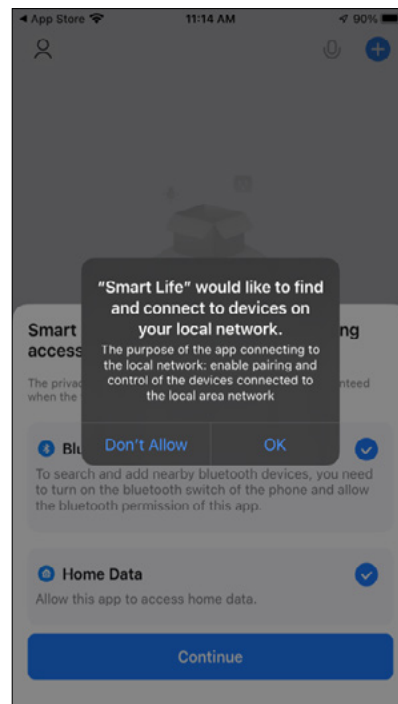 App Store
11:14 AM
90%
"Smart Life" would like to find
and connect to devices on
your local network.
The purpose of the app connecting to
the local network: enable pairing and
control of the devices connected to
the local area network
Don't Allow
OK
Smart
ng
access
The privac
nteed
when the
Blu
To search and add nearby bluetooth devices, you need
to turn on the bluetooth switch of the phone and allow
the bluetooth permission of this app.
Home Data
Allow this app to access home data.
Continue